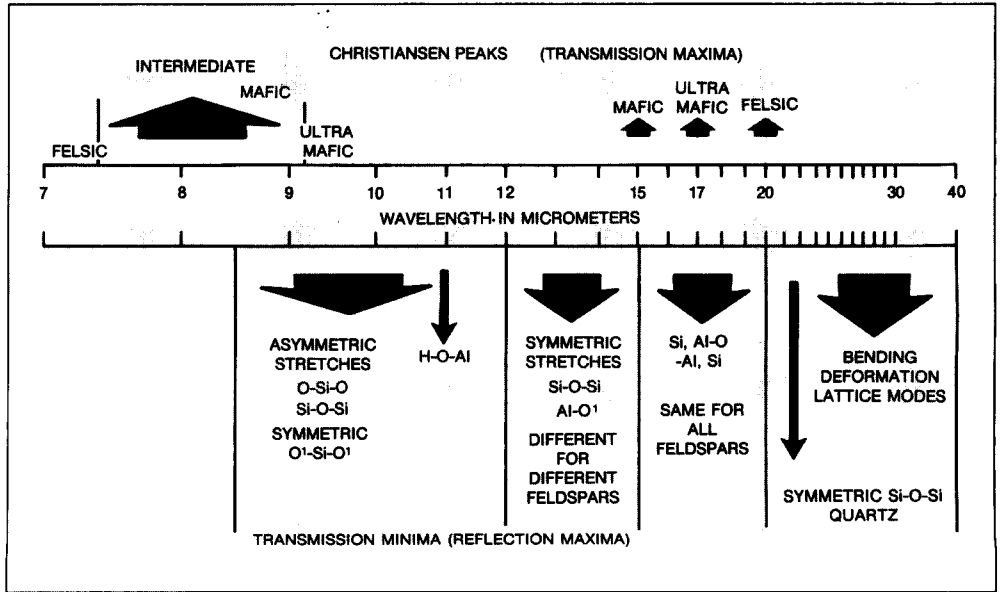 CHRISTIANSEN PEAKS (TRANSMISSION MAXIMA)
INTERMEDIATE
MAFIC
FELSIC
ULTRA
MAFIC
MAFIC
ULTRA
MAFIC
FELSIC
7 8 9 10 11 12 15 17 20 30 40
WAVELENGTH IN MICROMETERS
ASYMMETRIC
STRETCHES
O-Si-O
Si-O-Si
SYMMETRIC
O¹-Si-O¹
H-O-Al
SYMMETRIC
STRETCHES
Si-O-Si
Al-O¹
DIFFERENT
FOR
DIFFERENT
FELDSPARS
Si, Al-O
-Al, Si
SAME FOR
ALL
FELDSPARS
BENDING
DEFORMATION
LATTICE MODES
SYMMETRIC Si-O-Si
QUARTZ
TRANSMISSION MINIMA (REFLECTION MAXIMA)